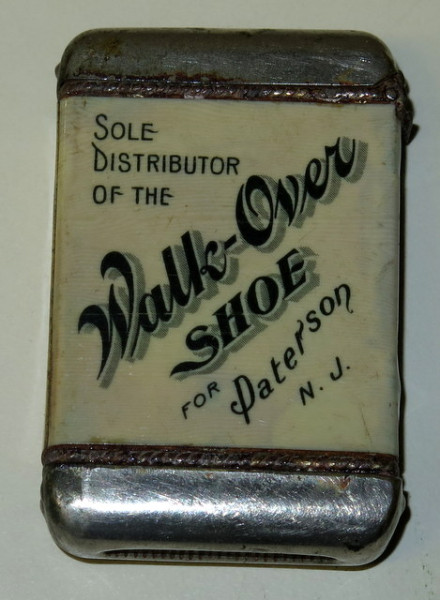 SOLE
DISTRIBUTOR
OF THE
Walk-Over
SHOE
FOR Paterson
N. J.